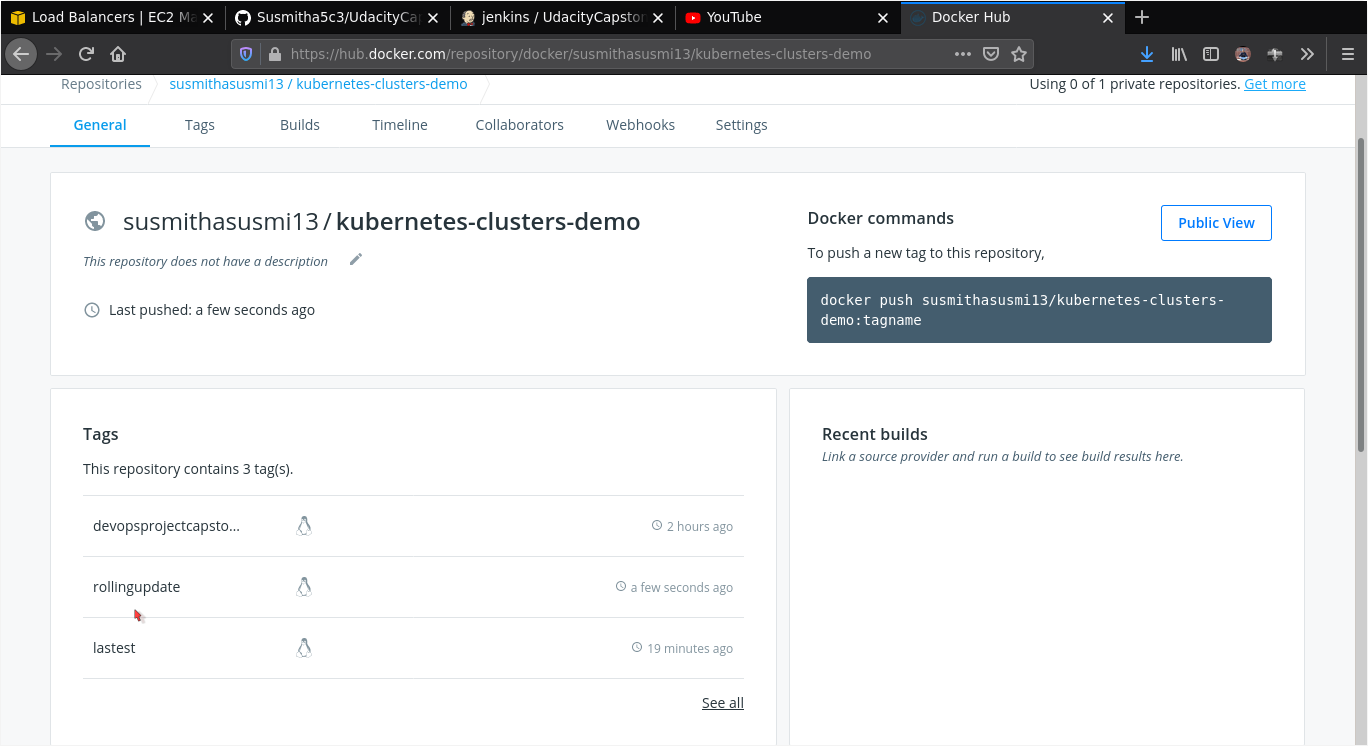 Load Balancers | EC2 Ma
Susmitha5c3/UdacityCap
jenkins / UdacityCapston
YouTube
Docker Hub
https://hub.docker.com/repository/docker/susmithasusmi13/kubernetes-clusters-demo
Repositories
susmithasusmi13 / kubernetes-clusters-demo
Using 0 of 1 private repositories. Get more
General
Tags
Builds
Timeline
Collaborators
Webhooks
Settings
susmithasusmi13 / kubernetes-clusters-demo
This repository does not have a description
Last pushed: a few seconds ago
Docker commands
Public View
To push a new tag to this repository,
docker push susmithasusmi13/kubernetes-clusters-
demo:tagname
Tags
This repository contains 3 tag(s).
devopsprojectcapsto...
2 hours ago
rollingupdate
a few seconds ago
lastest
19 minutes ago
See all
Recent builds
Link a source provider and run a build to see build results here.